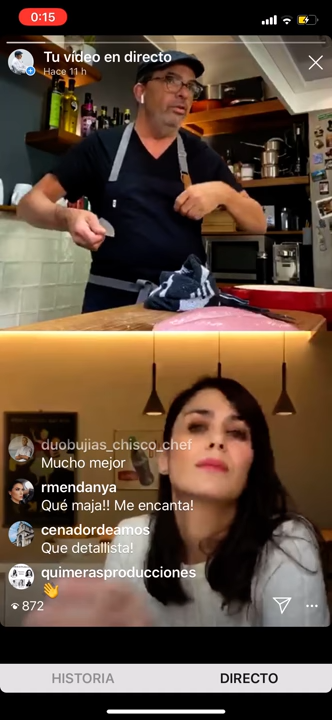 0:15
Tu vídeo en directo
Hace 11 h
duobujias_chisco_chef
Mucho mejor
rmendanya
Qué maja!! Me encanta!
cenadordeamos
Que detallista!
quimerasproducciones
👋
872
HISTORIA
DIRECTO